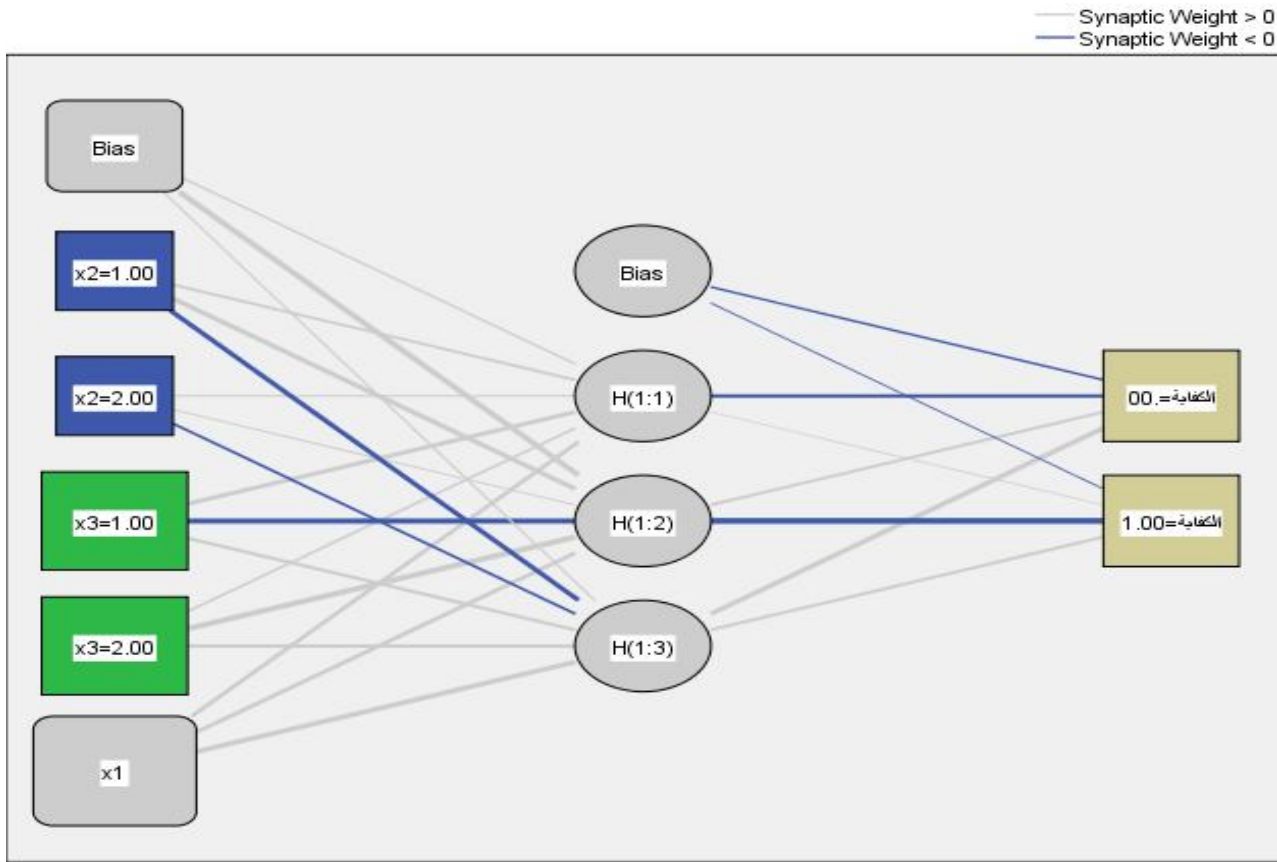 Synaptic Weight > 0
Synaptic Weight < 0
Bias
x2=1.00
x2=2.00
x3=1.00
x3=2.00
x1
Bias
H(1:1)
H(1:2)
H(1:3)
الكفاية=.00
الكفاية=1.00